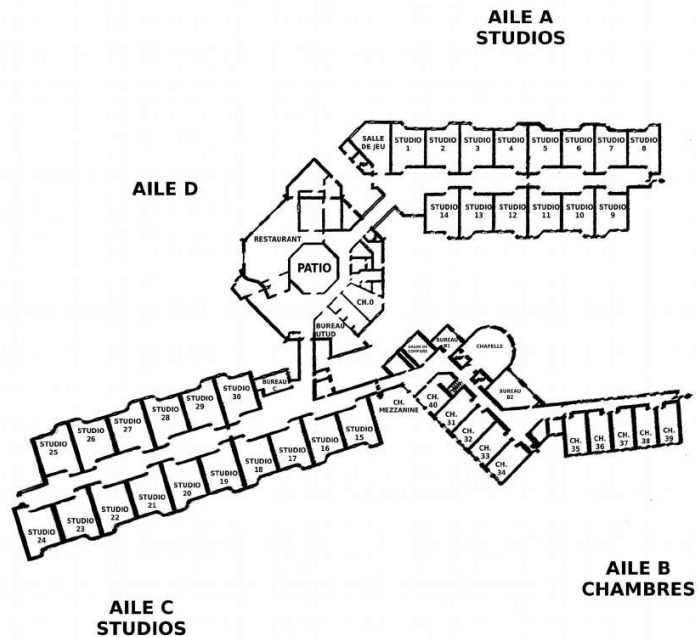 AILE A
STUDIOS
SALLE
DE JEU
STUDIO
1
STUDIO
2
STUDIO
3
STUDIO
4
STUDIO
5
STUDIO
6
STUDIO
7
STUDIO
8
STUDIO
14
STUDIO
13
STUDIO
12
STUDIO
11
STUDIO
10
STUDIO
9
AILE D
RESTAURANT
PATIO
CH.0
BUREAU
BUREAU
B1
CHAPELLE
BUREAU
B2
BUREAU
C
CH.
MEZZANINE
CH.
40
CH.
31
CH.
32
CH.
33
CH.
34
CH.
35
CH.
36
CH.
37
CH.
38
CH.
39
STUDIO
30
STUDIO
29
STUDIO
28
STUDIO
27
STUDIO
26
STUDIO
25
STUDIO
15
STUDIO
16
STUDIO
17
STUDIO
18
STUDIO
19
STUDIO
20
STUDIO
21
STUDIO
22
STUDIO
23
STUDIO
24
AILE B
CHAMBRES
AILE C
STUDIOS